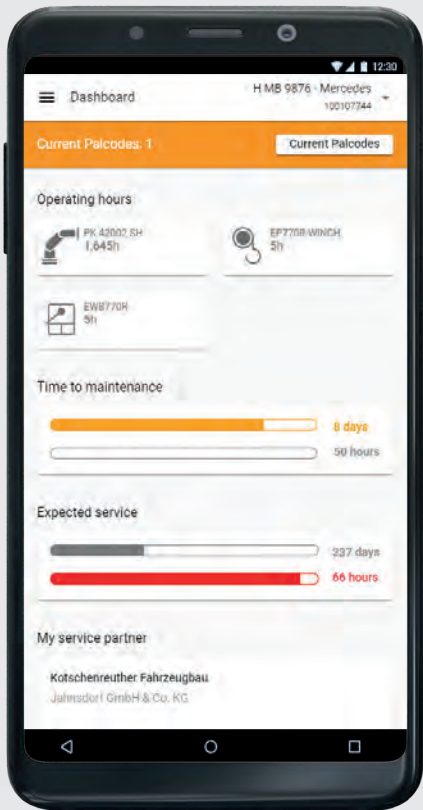 12:30
Dashboard
H MB 9876 - Mercedes
100107744
Current Palcodes: 1
Current Palcodes
Operating hours
PK 42002 SH
1,645h
EP770R WINCH
5h
EWB770R
5h
Time to maintenance
8 days
50 hours
Expected service
237 days
66 hours
My service partner
Kotschenreuther Fahrzeugbau
Jahnsdorf GmbH & Co. KG